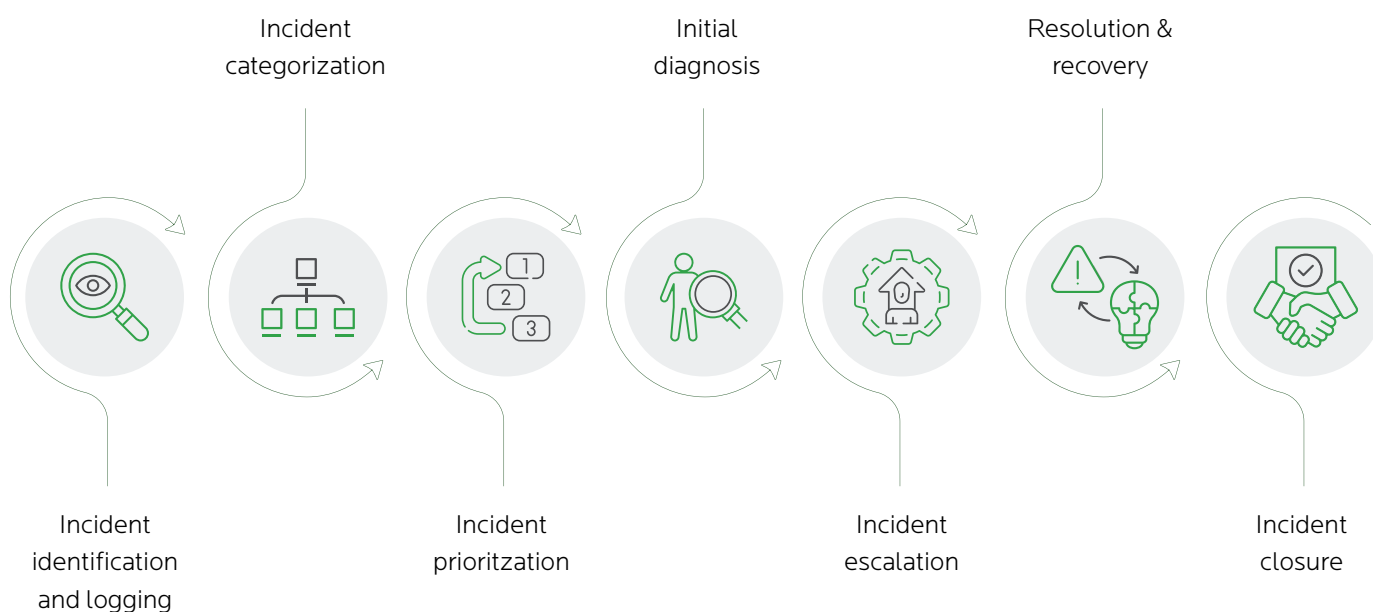 Incident
categorization
Initial
diagnosis
Resolution &
recovery
1
2
3
Incident
identification
and logging
Incident
prioritzation
Incident
escalation
Incident
closure